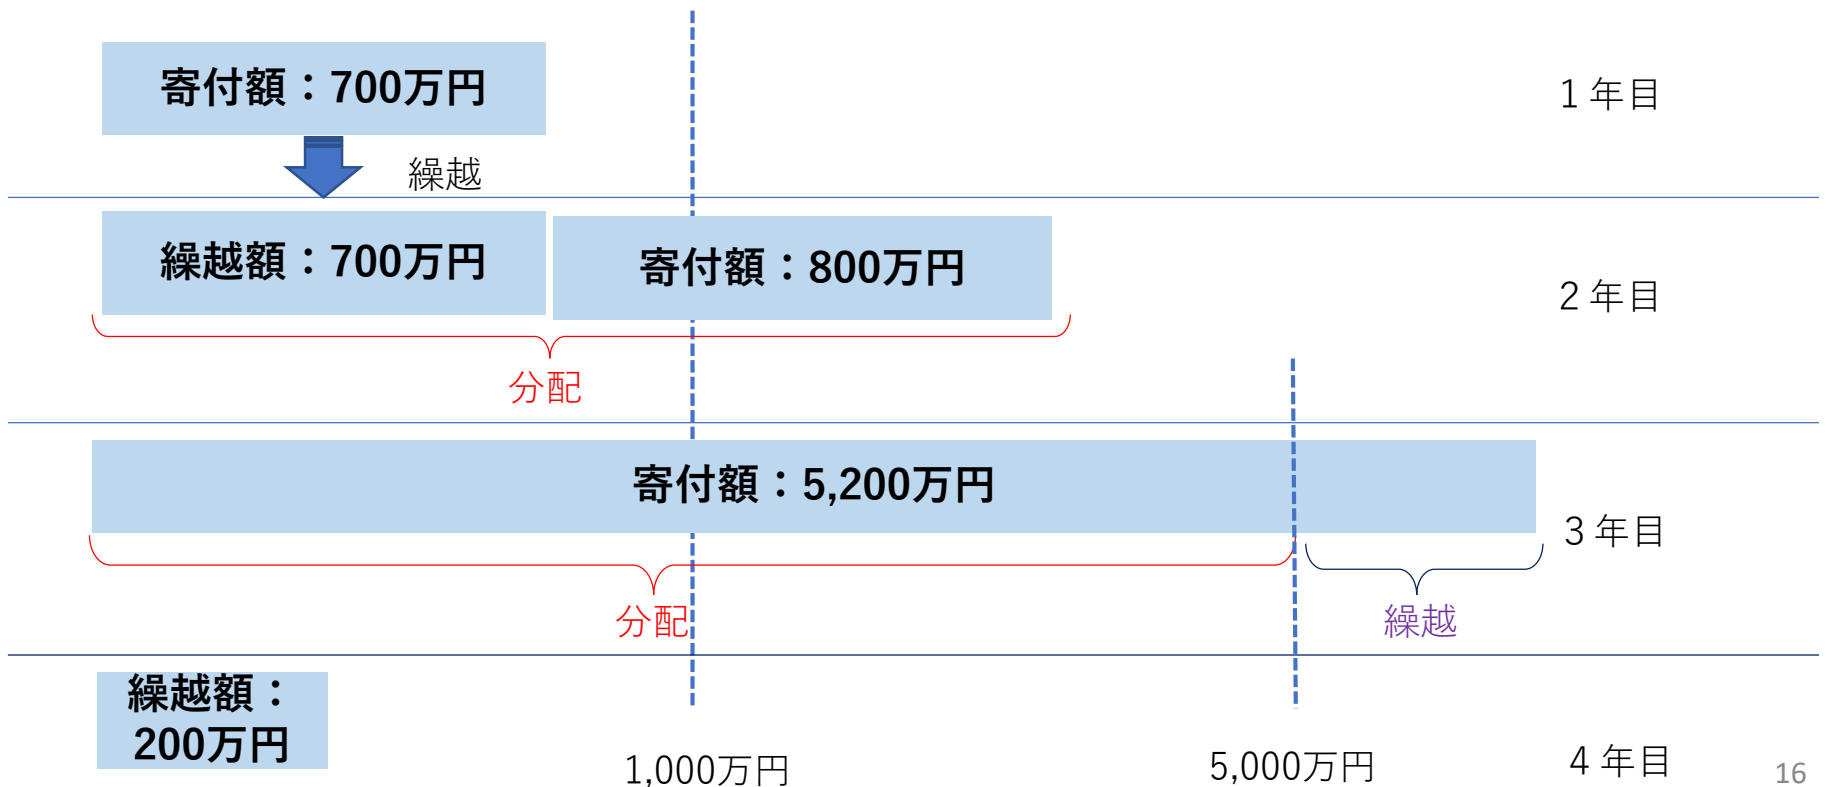 寄付額：700万円
1年目
繰越
繰越額：700万円
寄付額：800万円
2年目
分配
寄付額：5,200万円
3年目
分配
繰越
繰越額：
200万円
1,000万円
5,000万円
4年目
16